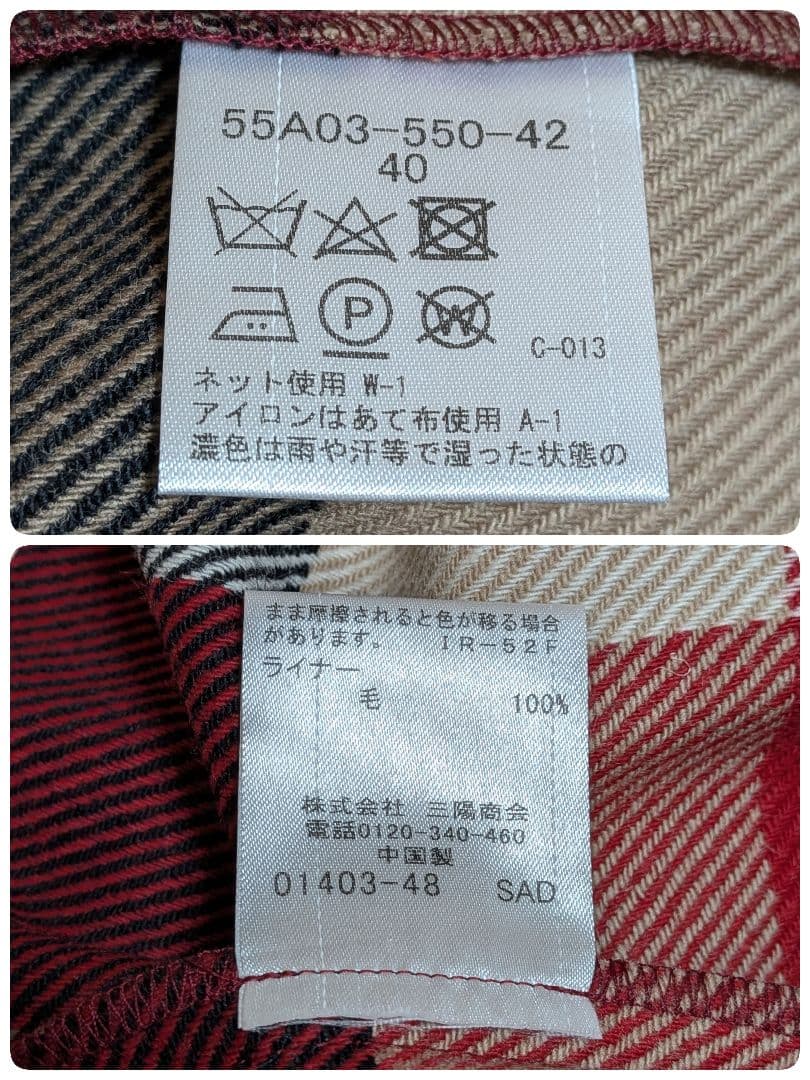 55A03-550-42
40
P
W
C-013
ネット使用 W-1
アイロンはあて布使用 A-1
濃色は雨や汗等で湿った状態の
まま摩擦されると色が移る場合
があります。 IR-52F
ライナー
毛 100%
株式会社 三陽商会
電話0120-340-460
中国製
01403-48 SAD